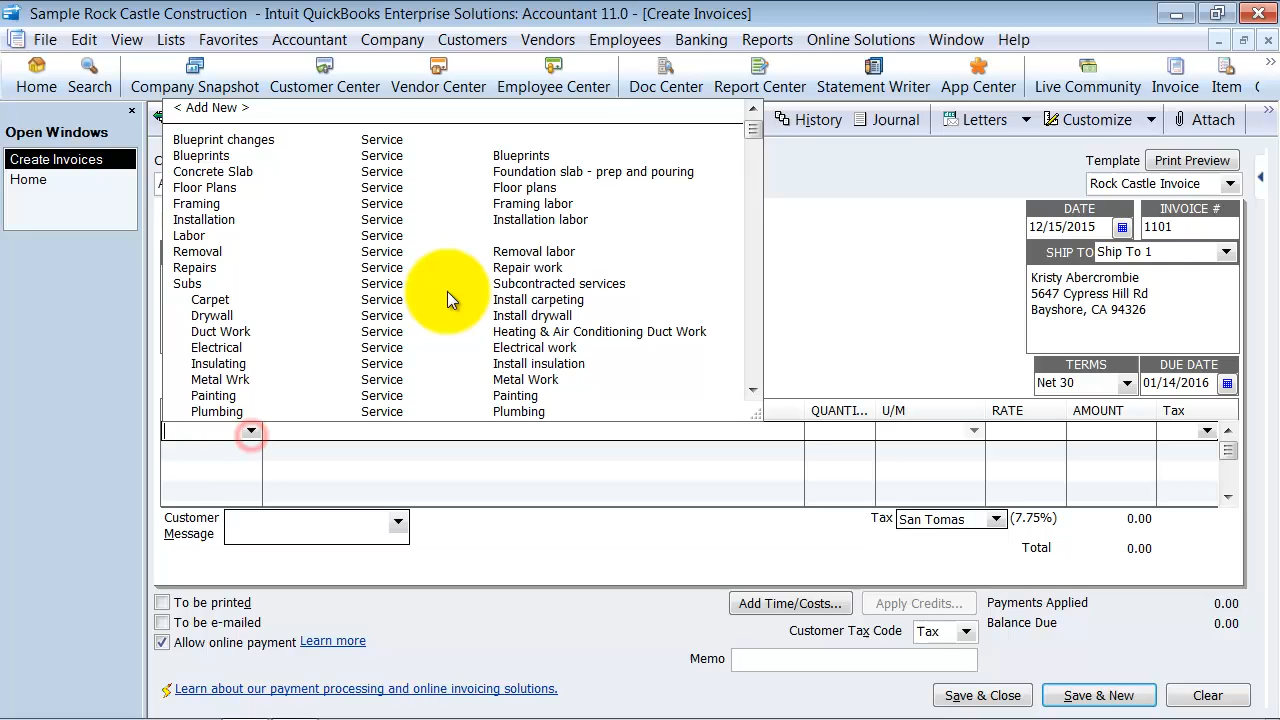 Sample Rock Castle Construction - Intuit QuickBooks Enterprise Solutions: Accountant 11.0 - [Create Invoices]
File Edit View Lists Favorites Accountant Company Customers Vendors Employees Banking Reports Online Solutions Window Help
Home Search Company Snapshot Customer Center Vendor Center Employee Center Doc Center Report Center Statement Writer App Center Live Community Invoice Item
Open Windows
Create Invoices
Home
History Journal Letters Customize Attach
Template Print Preview
Rock Castle Invoice
DATE INVOICE #
12/15/2015 1101
SHIP TO Ship To 1
Kristy Abercrombie
5647 Cypress Hill Rd
Bayshore, CA 94326
TERMS DUE DATE
Net 30 01/14/2016
< Add New >
Blueprint changes Service
Blueprints Service Blueprints
Concrete Slab Service Foundation slab - prep and pouring
Floor Plans Service Floor plans
Framing Service Framing labor
Installation Service Installation labor
Labor Service
Removal Service Removal labor
Repairs Service Repair work
Subs Service Subcontracted services
Carpet Service Install carpeting
Drywall Service Install drywall
Duct Work Service Heating & Air Conditioning Duct Work
Electrical Service Electrical work
Insulating Service Install insulation
Metal Wrk Service Metal Work
Painting Service Painting
Plumbing Service Plumbing
QUANTI... U/M RATE AMOUNT Tax
Customer
Message
Tax San Tomas (7.75%) 0.00
Total 0.00
To be printed
To be e-mailed
Allow online payment Learn more
Add Time/Costs... Apply Credits... Payments Applied 0.00
Customer Tax Code Tax Balance Due 0.00
Memo
Learn about our payment processing and online invoicing solutions.
Save & Close Save & New Clear